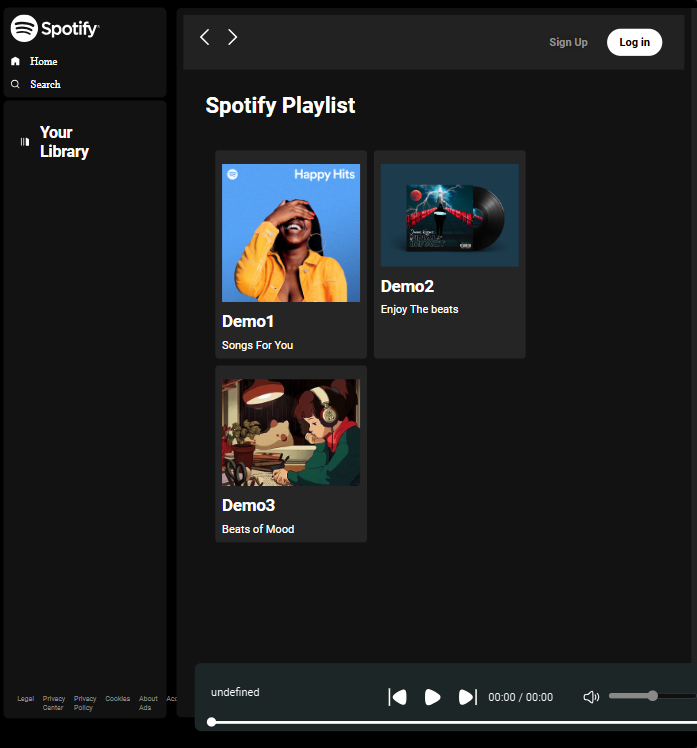 Spotify
Home
Search
Your
Library
Sign Up
Log in
Spotify Playlist
Happy Hits
Demo1
Songs For You
Demo2
Enjoy The beats
Demo3
Beats of Mood
Legal
Privacy
Center
Privacy
Policy
Cookies
About
Ads
undefined
00:00 / 00:00